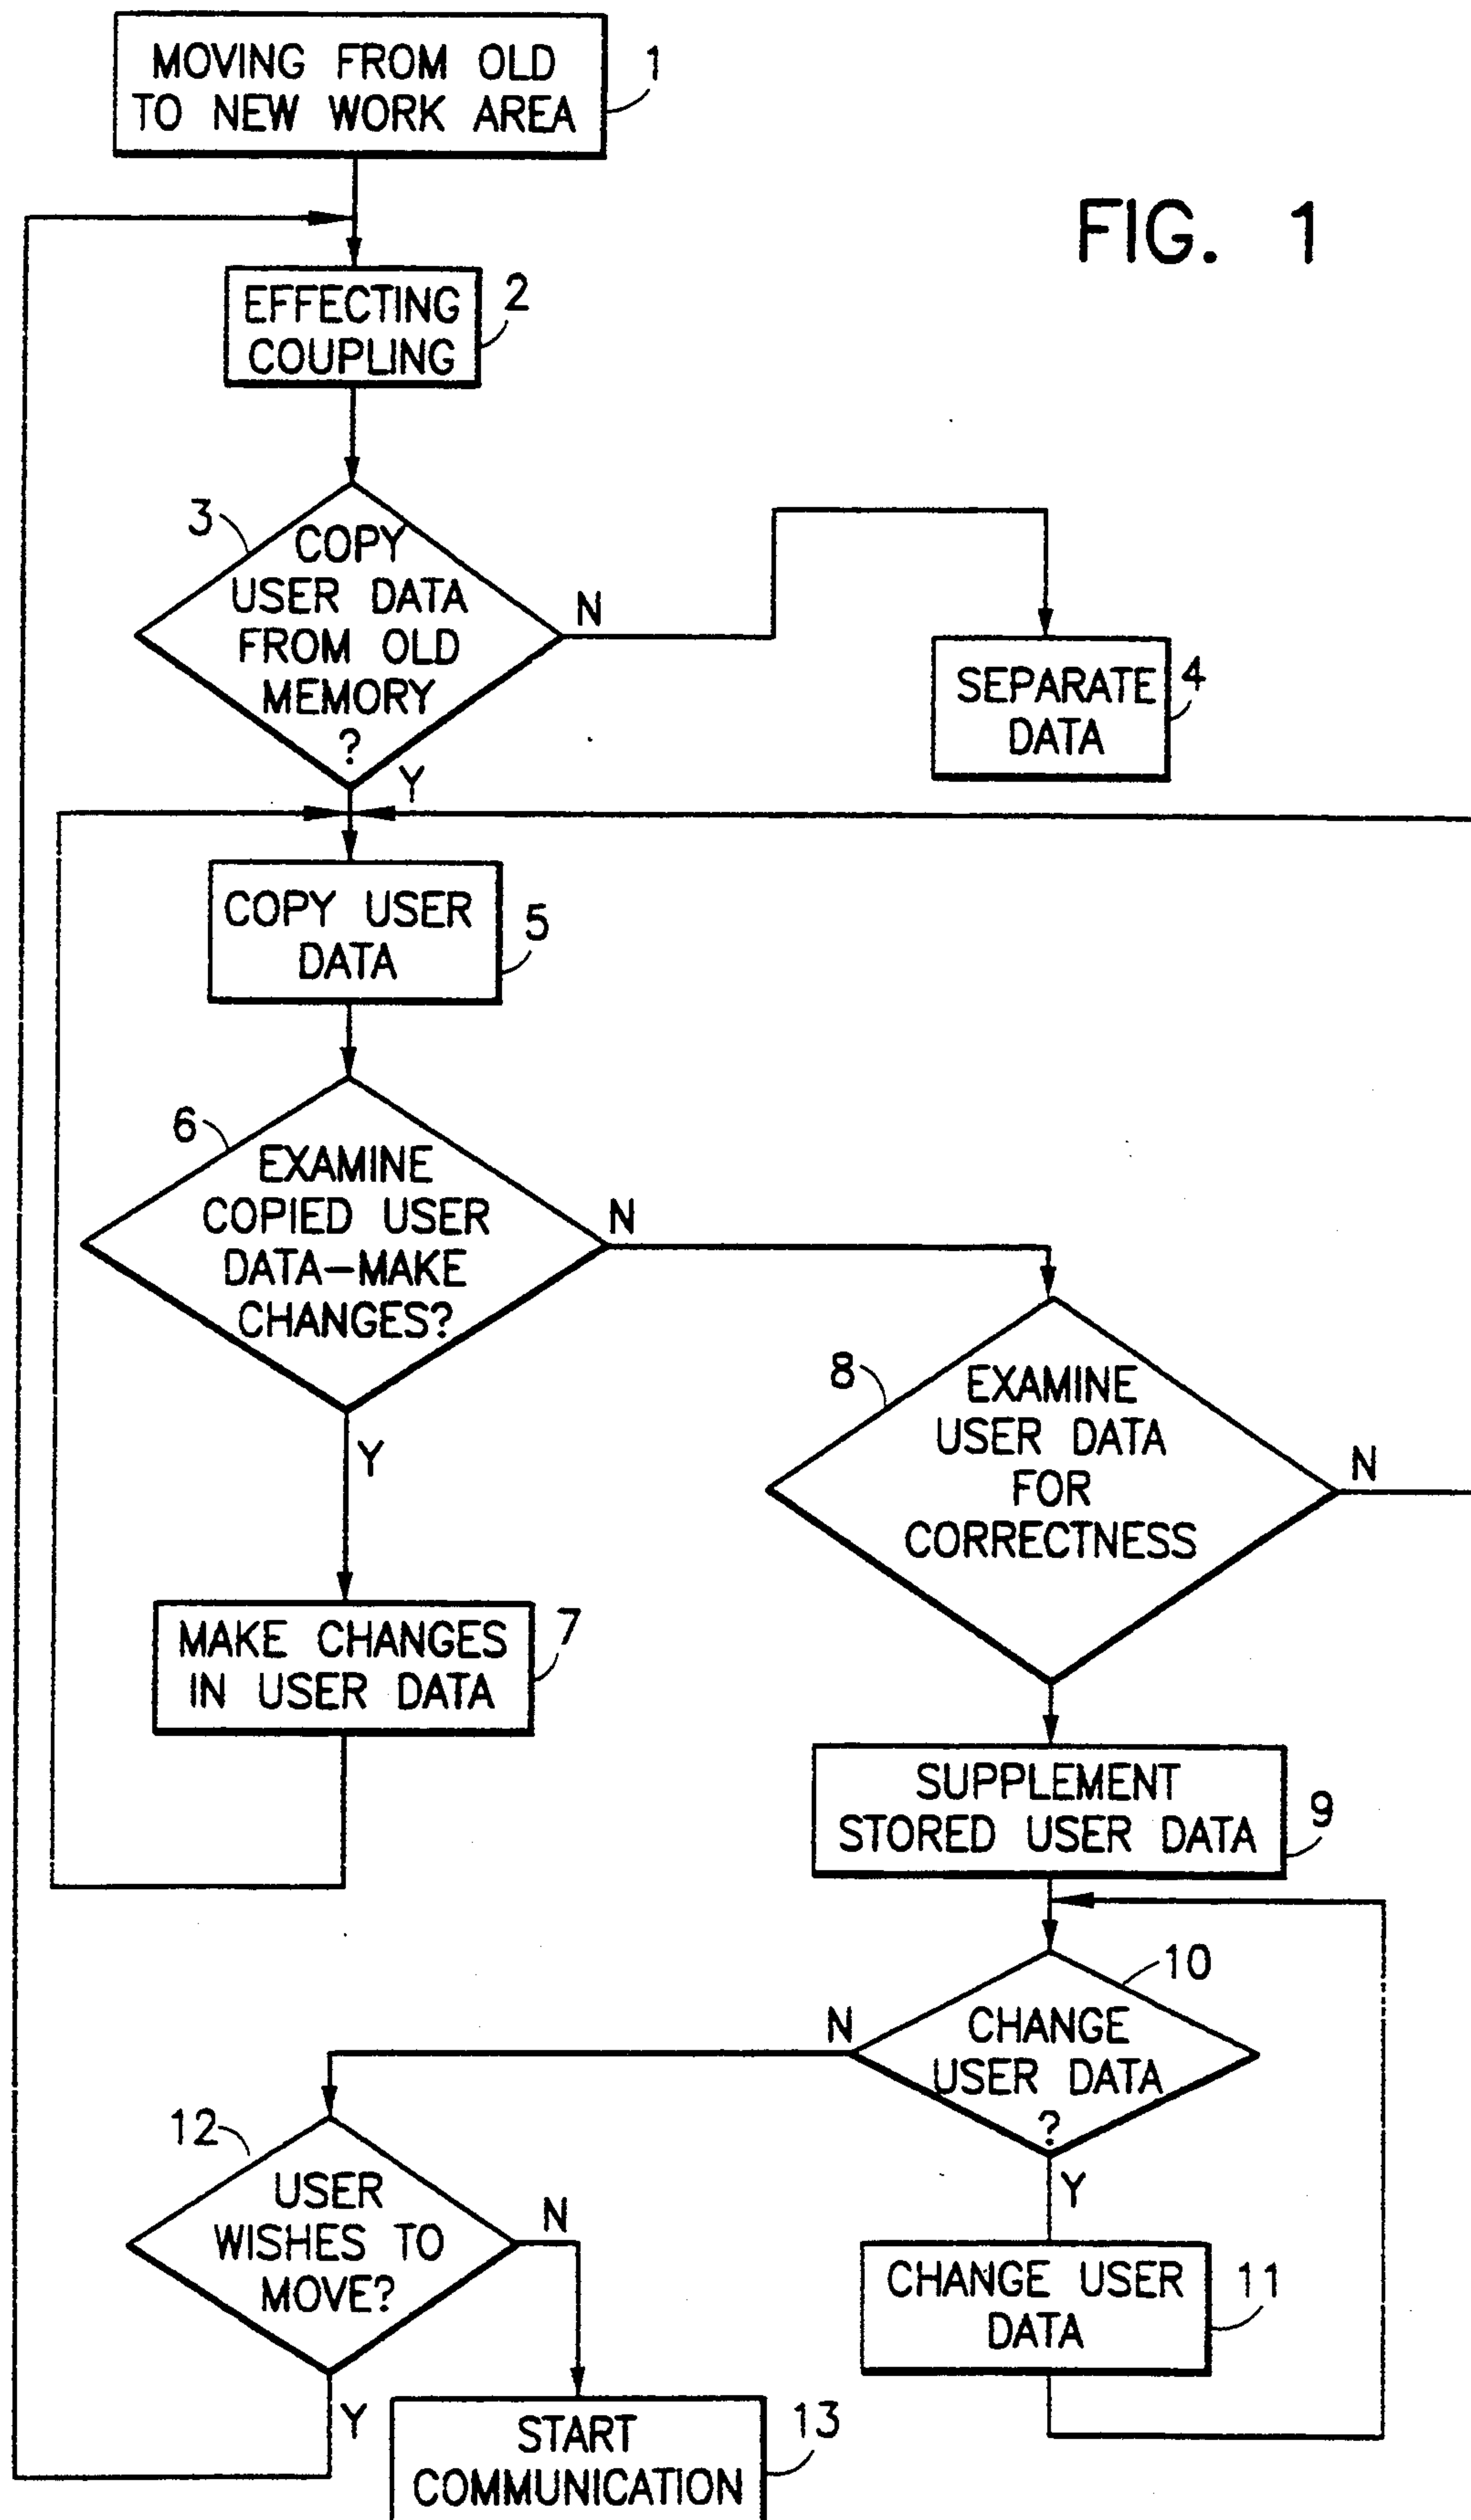 MOVING FROM OLD
TO NEW WORK AREA
1
FIG. 1
EFFECTING
COUPLING
2
3
COPY
USER DATA
FROM OLD
MEMORY
?
N
Y
SEPARATE
DATA
4
COPY USER
DATA
5
6
EXAMINE
COPIED USER
DATA-MAKE
CHANGES?
N
Y
8
EXAMINE
USER DATA
FOR
CORRECTNESS
N
MAKE CHANGES
IN USER DATA
7
SUPPLEMENT
STORED USER DATA
9
10
CHANGE
USER DATA
?
N
Y
12
USER
WISHES TO
MOVE?
N
Y
CHANGE USER
DATA
11
START
COMMUNICATION
13